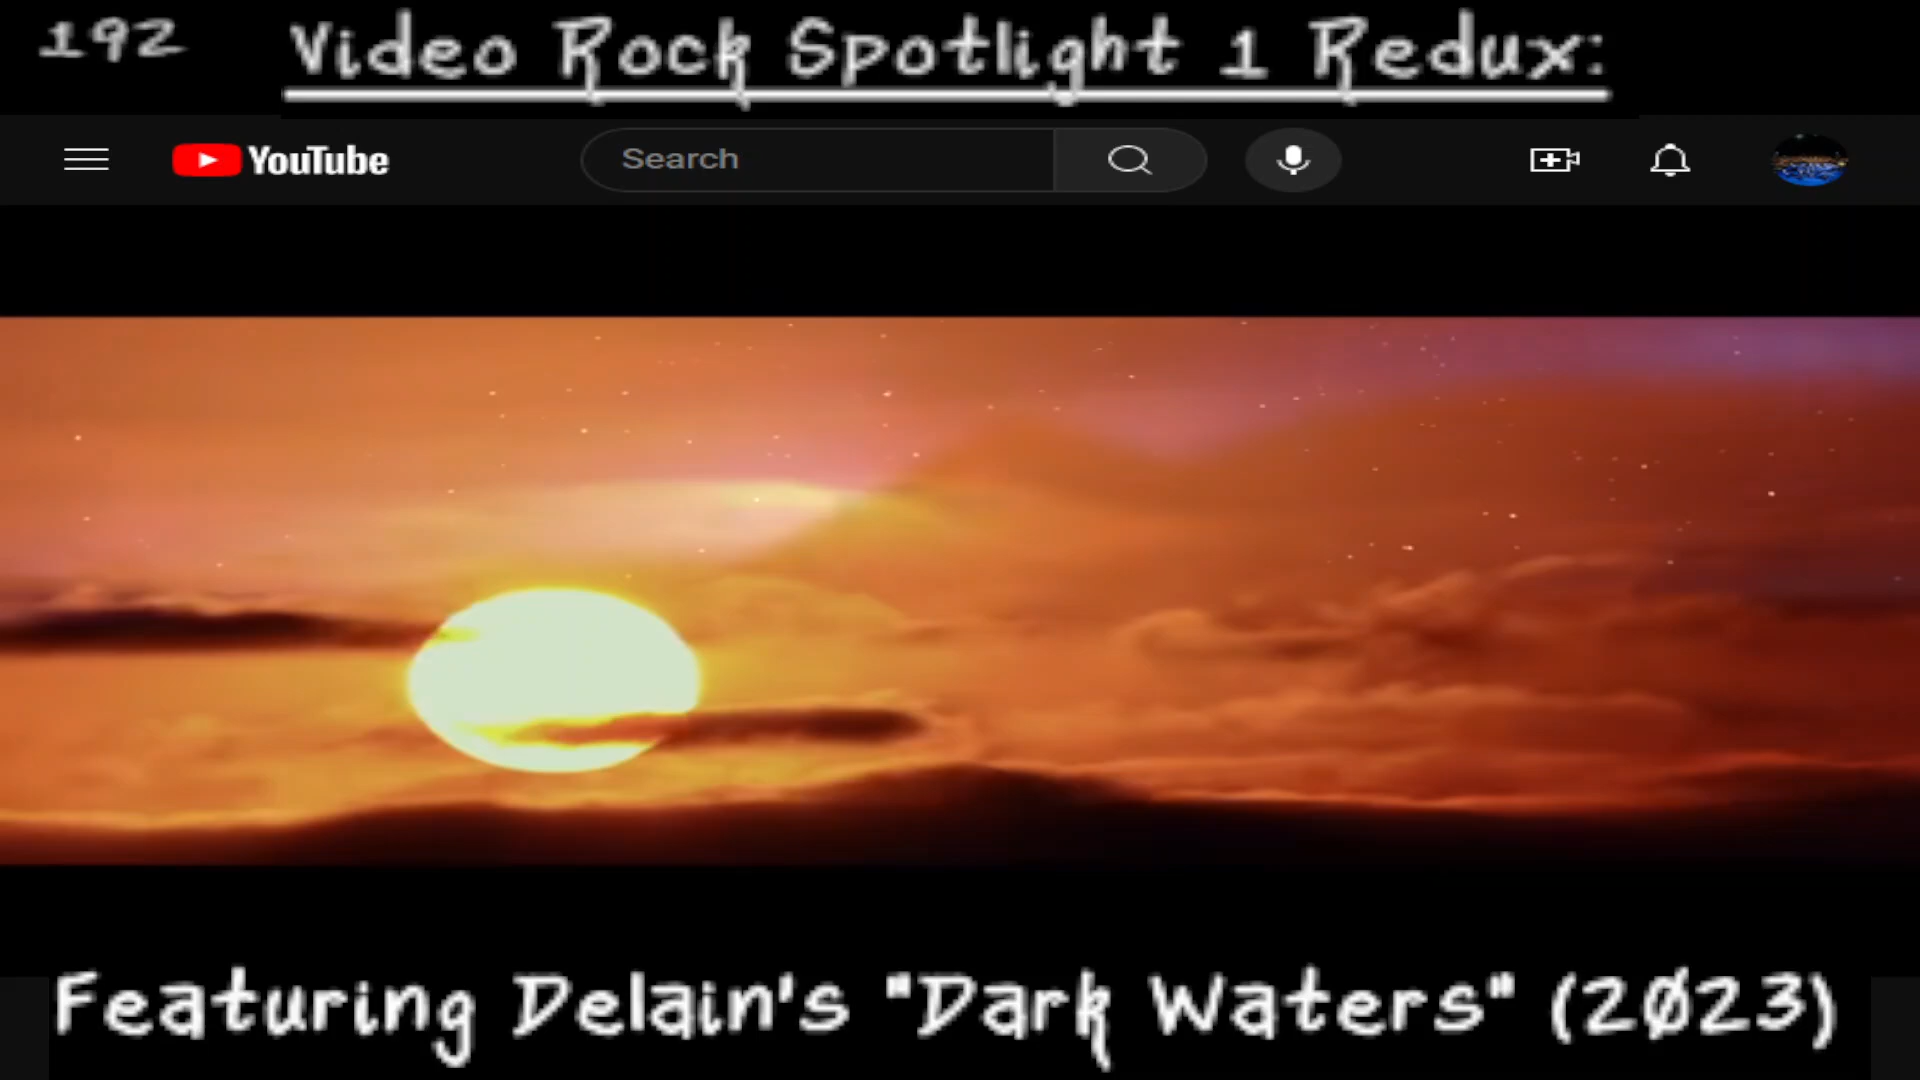 192
Video Rock Spotlight 1 Redux:
YouTube
Search
Featuring Delain's "Dark Waters" (2023)